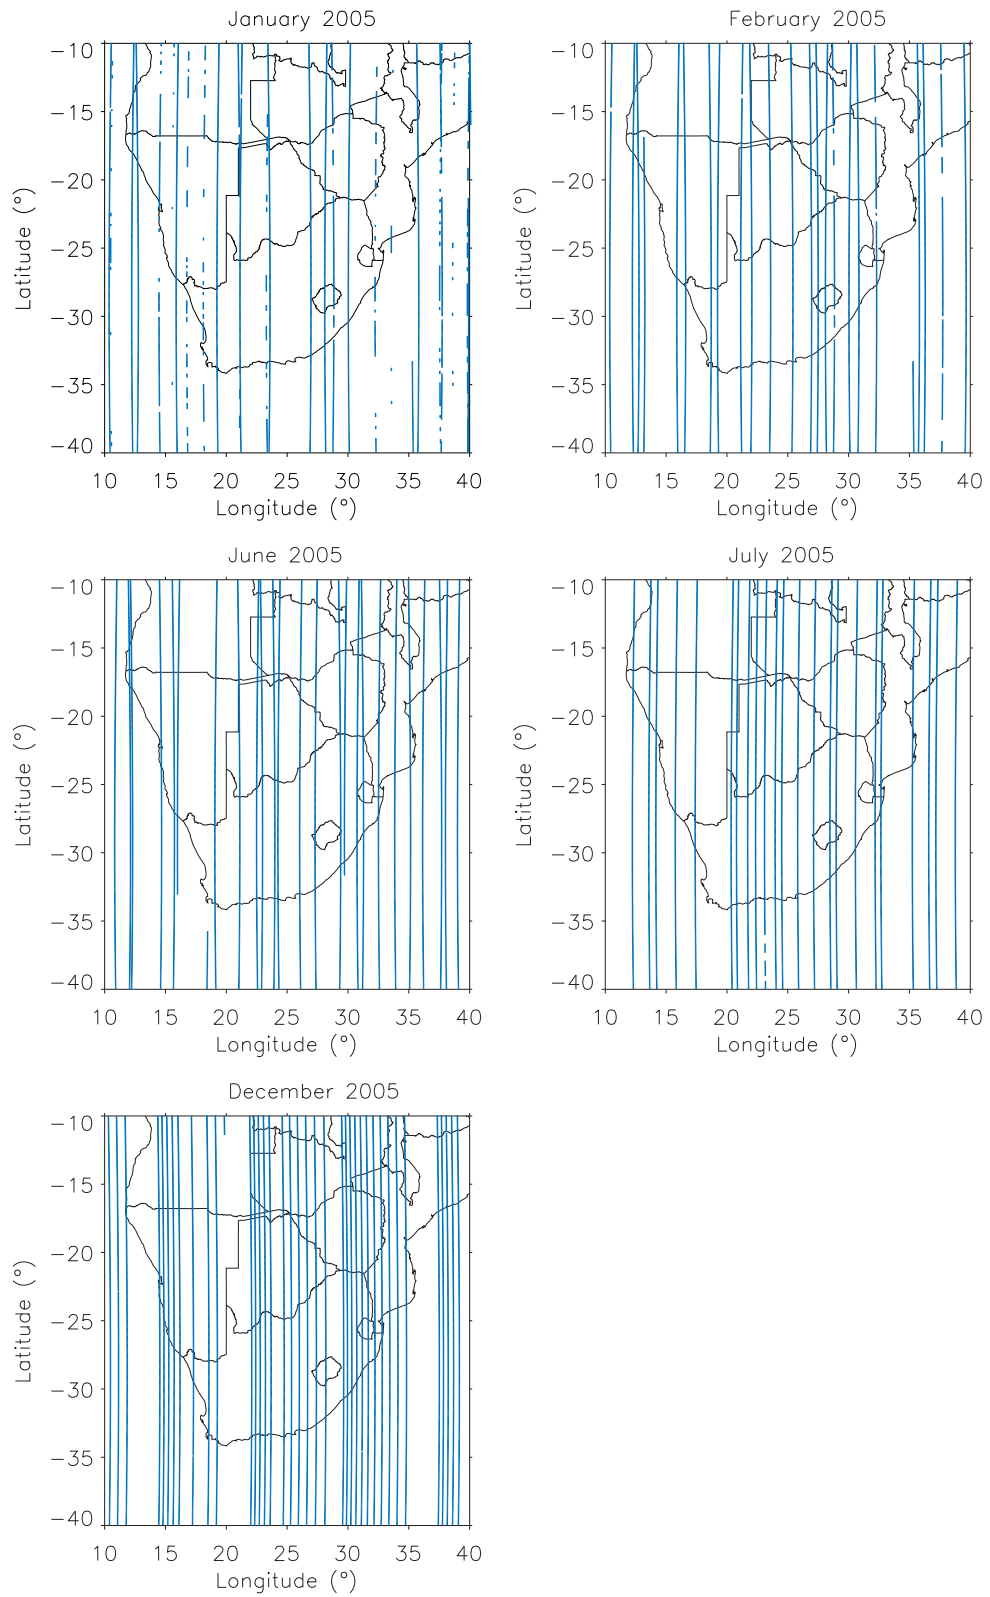 January 2005
February 2005
−10
−15
−20
−25
−30
−35
−40
Latitude (°)
10 15 20 25 30 35 40
Longitude (°)
−10
−15
−20
−25
−30
−35
−40
Latitude (°)
10 15 20 25 30 35 40
Longitude (°)
June 2005
July 2005
−10
−15
−20
−25
−30
−35
−40
Latitude (°)
10 15 20 25 30 35 40
Longitude (°)
−10
−15
−20
−25
−30
−35
−40
Latitude (°)
10 15 20 25 30 35 40
Longitude (°)
December 2005
−10
−15
−20
−25
−30
−35
−40
Latitude (°)
10 15 20 25 30 35 40
Longitude (°)